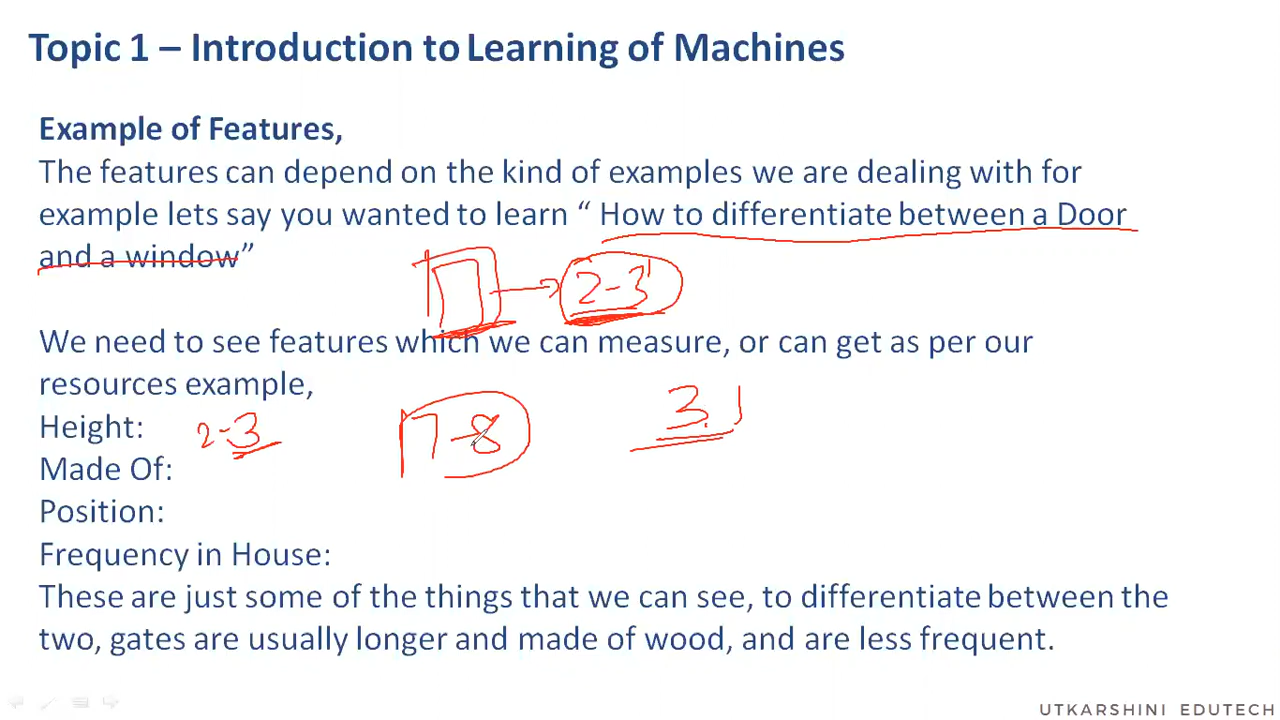 Topic 1 – Introduction to Learning of Machines
Example of Features,
The features can depend on the kind of examples we are dealing with for
example lets say you wanted to learn “ How to differentiate between a Door
and a window”
2-3'
We need to see features which we can measure, or can get as per our
resources example,
Height: 2-3 7-8 3.1
Made Of:
Position:
Frequency in House:
These are just some of the things that we can see, to differentiate between the
two, gates are usually longer and made of wood, and are less frequent.
UTKARSHINI EDUTECH